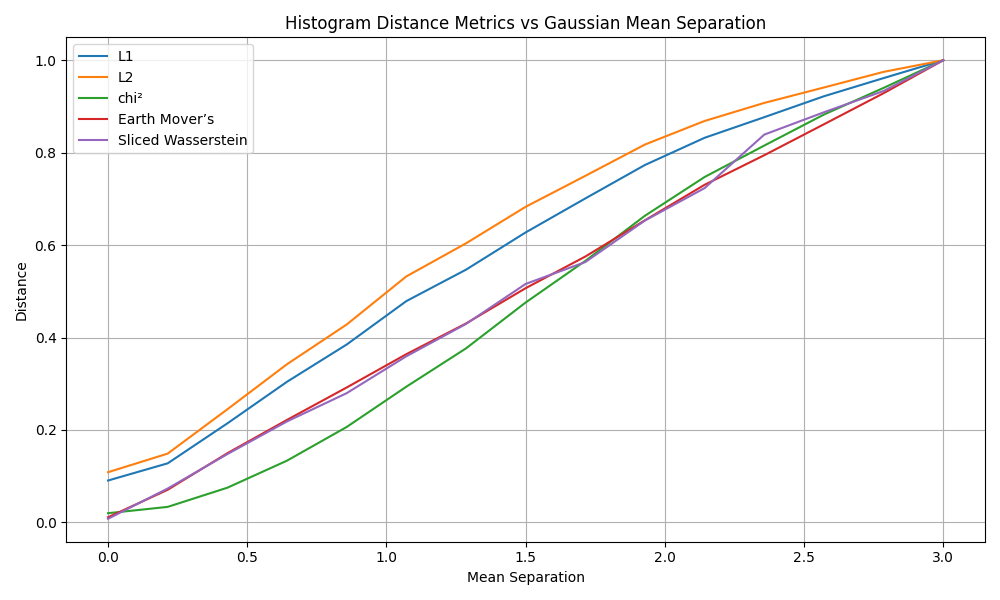 Histogram Distance Metrics vs Gaussian Mean Separation
L1
L2
chi²
Earth Mover’s
Sliced Wasserstein
Distance
1.0
0.8
0.6
0.4
0.2
0.0
0.0 0.5 1.0 1.5 2.0 2.5 3.0
Mean Separation